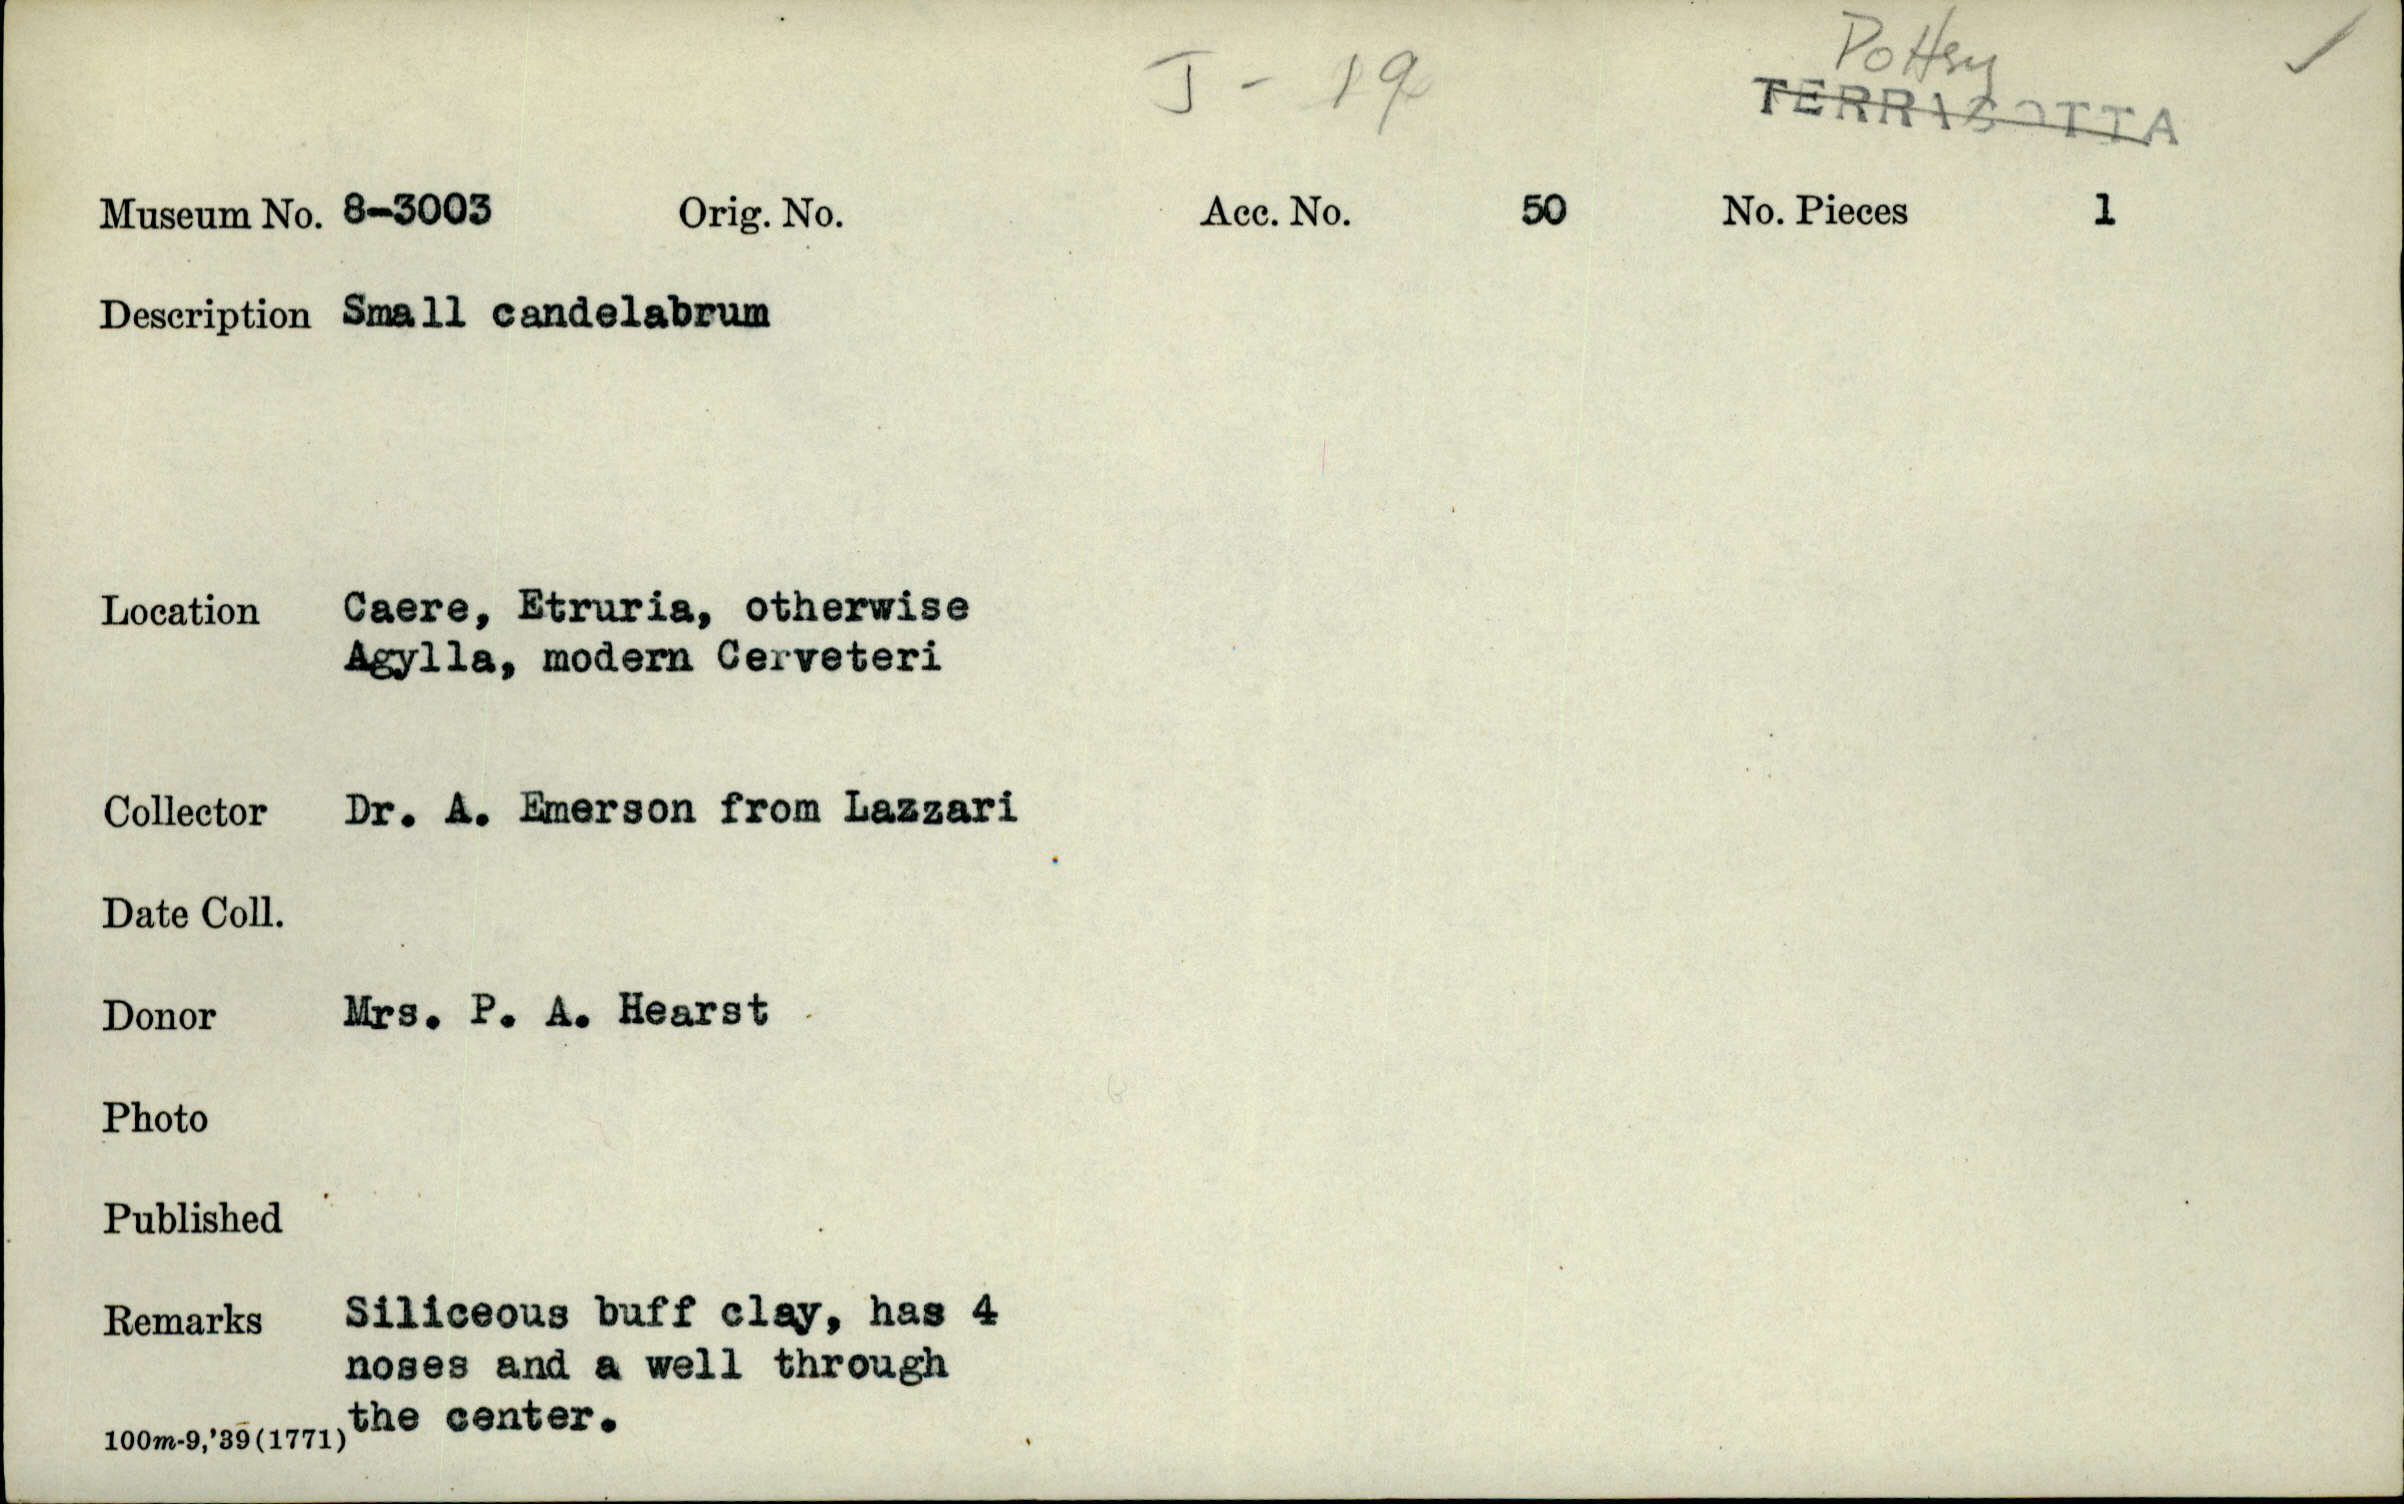 J - 19
Pottery
TERRACOTTA
Museum No. 8-3003 Orig. No. Acc. No. 50 No. Pieces 1
Description Small candelabrum
Location Caere, Etruria, otherwise
Agylla, modern Cerveteri
Collector Dr. A. Emerson from Lazzari
Date Coll.
Donor Mrs. P. A. Hearst
Photo
Published
Remarks Siliceous buff clay, has 4
noses and a well through
the center.
100m-9,'39(1771)